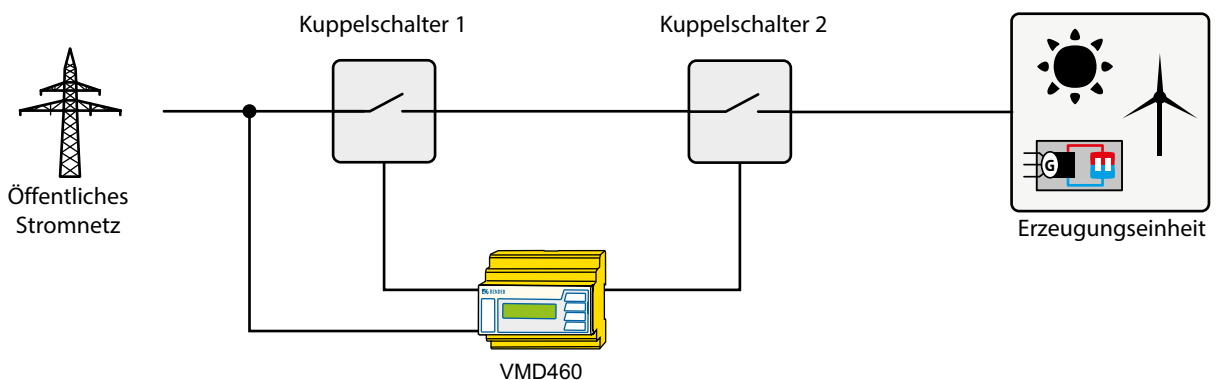 Kuppelschalter 1
Kuppelschalter 2
Öffentliches
Stromnetz
G
Erzeugungseinheit
BENDER
VMD460